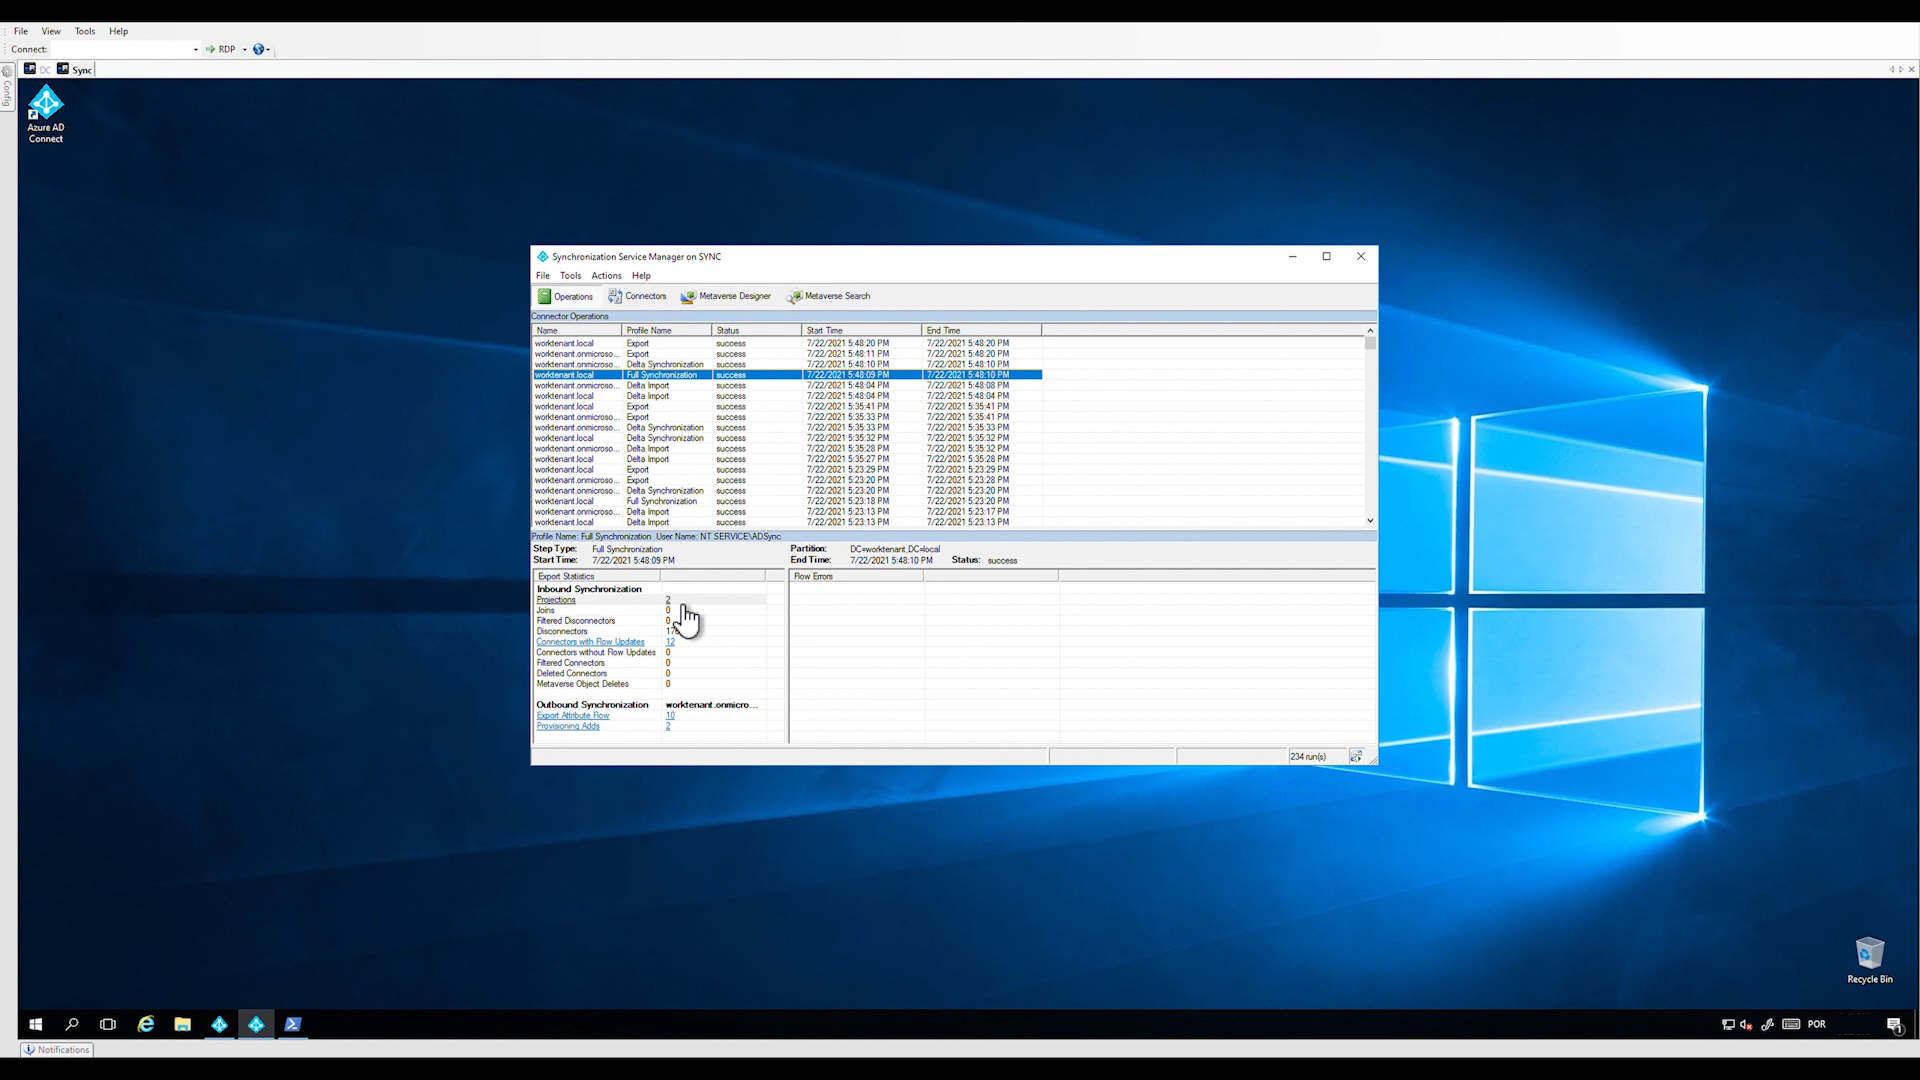 File View Tools Help
Connect: RDP
DC Sync
Config
Azure AD
Connect
Synchronization Service Manager on SYNC
File Tools Actions Help
Operations Connectors Metaverse Designer Metaverse Search
Connector Operations
Name Profile Name Status Start Time End Time
worktenant.local Export success 7/22/2021 5:48:20 PM 7/22/2021 5:48:20 PM
worktenant.onmicroso... Export success 7/22/2021 5:48:11 PM 7/22/2021 5:48:20 PM
worktenant.onmicroso... Delta Synchronization success 7/22/2021 5:48:10 PM 7/22/2021 5:48:10 PM
worktenant.local Full Synchronization success 7/22/2021 5:48:09 PM 7/22/2021 5:48:10 PM
worktenant.onmicroso... Delta Import success 7/22/2021 5:48:04 PM 7/22/2021 5:48:08 PM
worktenant.local Delta Import success 7/22/2021 5:48:04 PM 7/22/2021 5:48:04 PM
worktenant.local Export success 7/22/2021 5:35:41 PM 7/22/2021 5:35:41 PM
worktenant.onmicroso... Export success 7/22/2021 5:35:33 PM 7/22/2021 5:35:41 PM
worktenant.onmicroso... Delta Synchronization success 7/22/2021 5:35:33 PM 7/22/2021 5:35:33 PM
worktenant.local Delta Synchronization success 7/22/2021 5:35:32 PM 7/22/2021 5:35:32 PM
worktenant.onmicroso... Delta Import success 7/22/2021 5:35:28 PM 7/22/2021 5:35:32 PM
worktenant.local Delta Import success 7/22/2021 5:35:27 PM 7/22/2021 5:35:28 PM
worktenant.local Export success 7/22/2021 5:23:29 PM 7/22/2021 5:23:29 PM
worktenant.onmicroso... Export success 7/22/2021 5:23:20 PM 7/22/2021 5:23:28 PM
worktenant.onmicroso... Delta Synchronization success 7/22/2021 5:23:20 PM 7/22/2021 5:23:20 PM
worktenant.local Full Synchronization success 7/22/2021 5:23:18 PM 7/22/2021 5:23:20 PM
worktenant.onmicroso... Delta Import success 7/22/2021 5:23:13 PM 7/22/2021 5:23:17 PM
worktenant.local Delta Import success 7/22/2021 5:23:13 PM 7/22/2021 5:23:13 PM
Profile Name: Full Synchronization User Name: NT SERVICE\ADSync
Step Type: Full Synchronization Partition: DC=worktenant,DC=local
Start Time: 7/22/2021 5:48:09 PM End Time: 7/22/2021 5:48:10 PM Status: success
Export Statistics Flow Errors
Inbound Synchronization
Projections 2
Joins 0
Filtered Disconnectors 0
Disconnectors
Connectors with Flow Updates 12
Connectors without Flow Updates 0
Filtered Connectors 0
Deleted Connectors 0
Metaverse Object Deletes 0
Outbound Synchronization worktenant.onmicro...
Export Attribute Flow 10
Provisioning Adds 2
234 run(s)
Recycle Bin
POR
1
Notifications